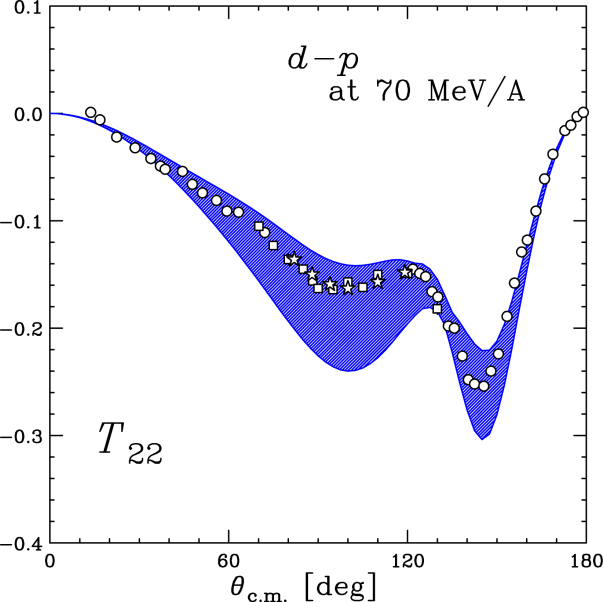 0.1
d-p
at 70 MeV/A
0.0
-0.1
-0.2
-0.3
T22
-0.4
0 60 120 180
θc.m. [deg]